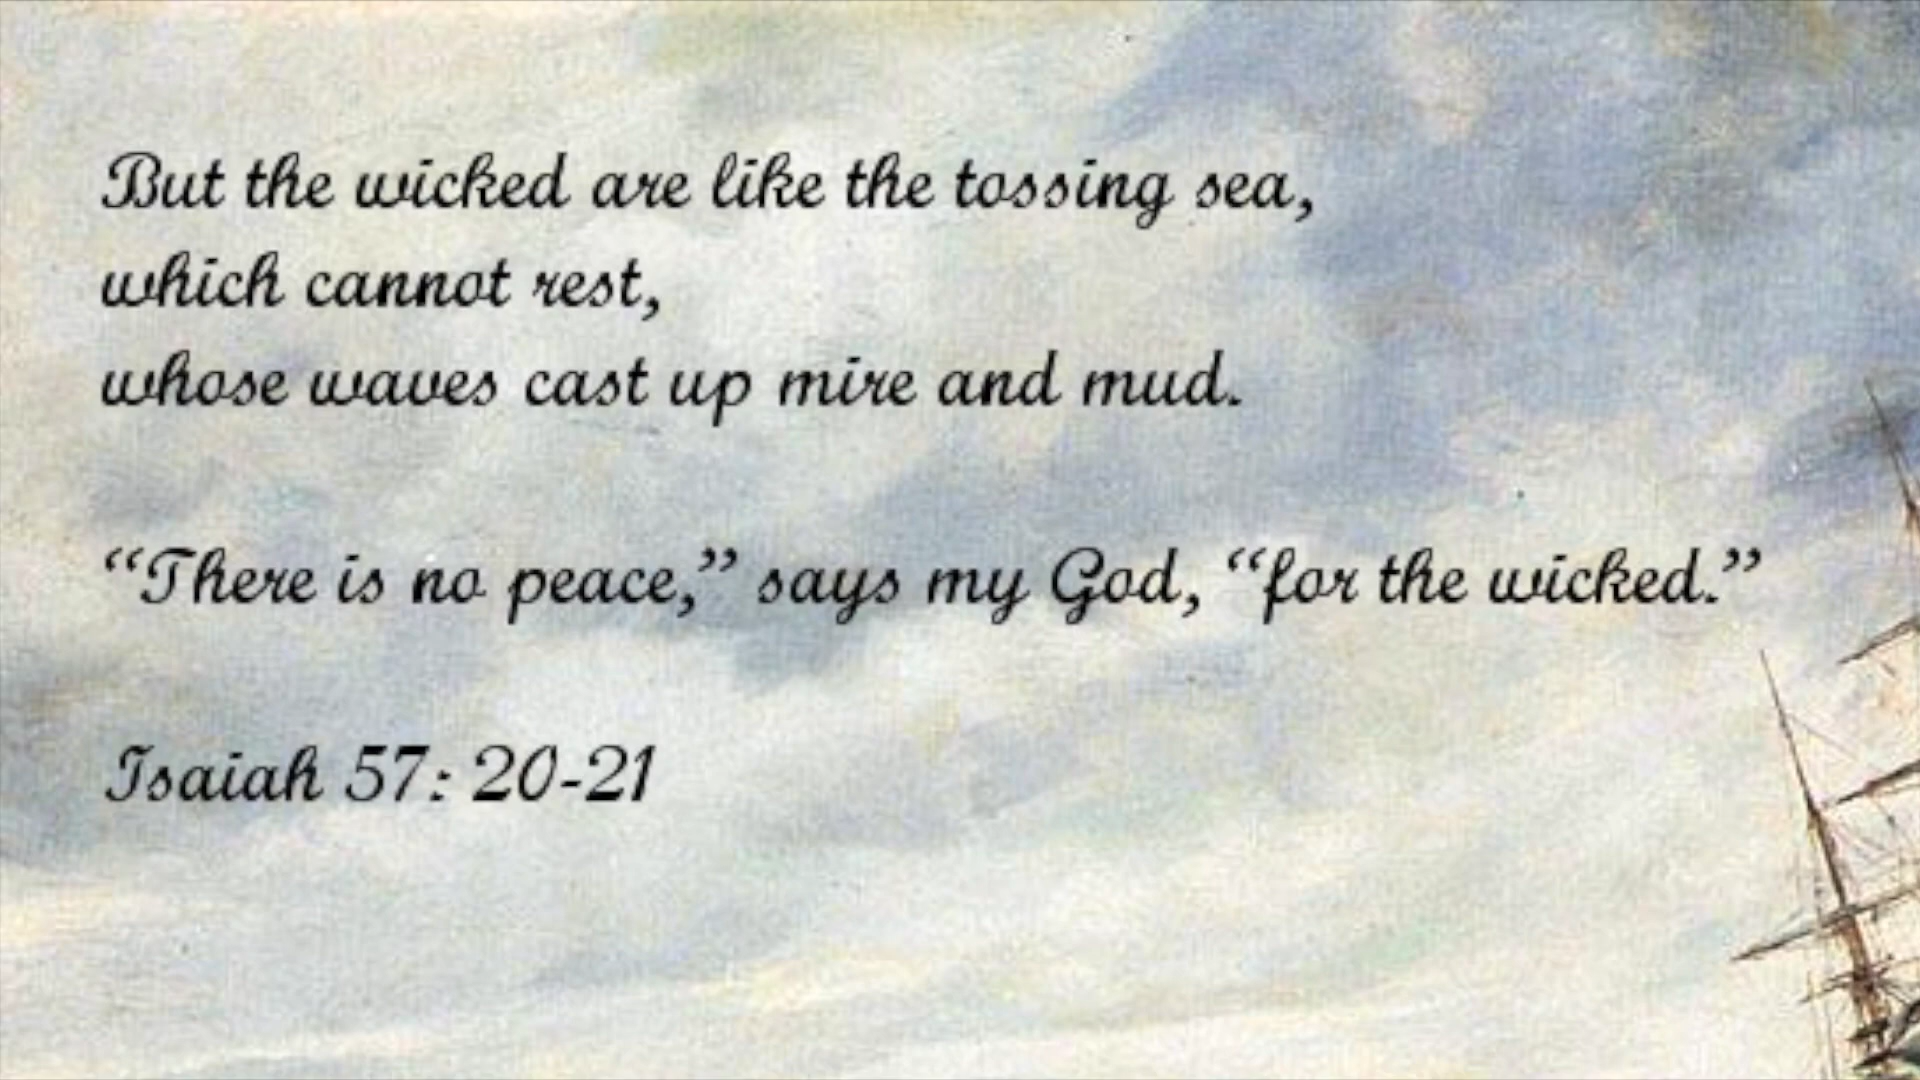 But the wicked are like the tossing sea,
which cannot rest,
whose waves cast up mire and mud.
“There is no peace,” says my God, “for the wicked.”
Isaiah 57: 20-21